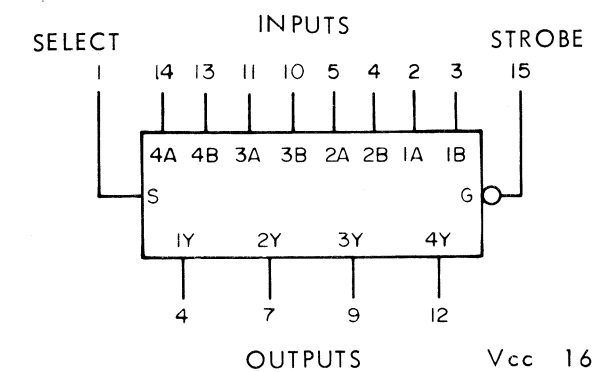 INPUTS
SELECT STROBE
1 14 13 11 10 5 4 2 3 15
4A 4B 3A 3B 2A 2B 1A 1B
S G
1Y 2Y 3Y 4Y
4 7 9 12
OUTPUTS Vcc 16